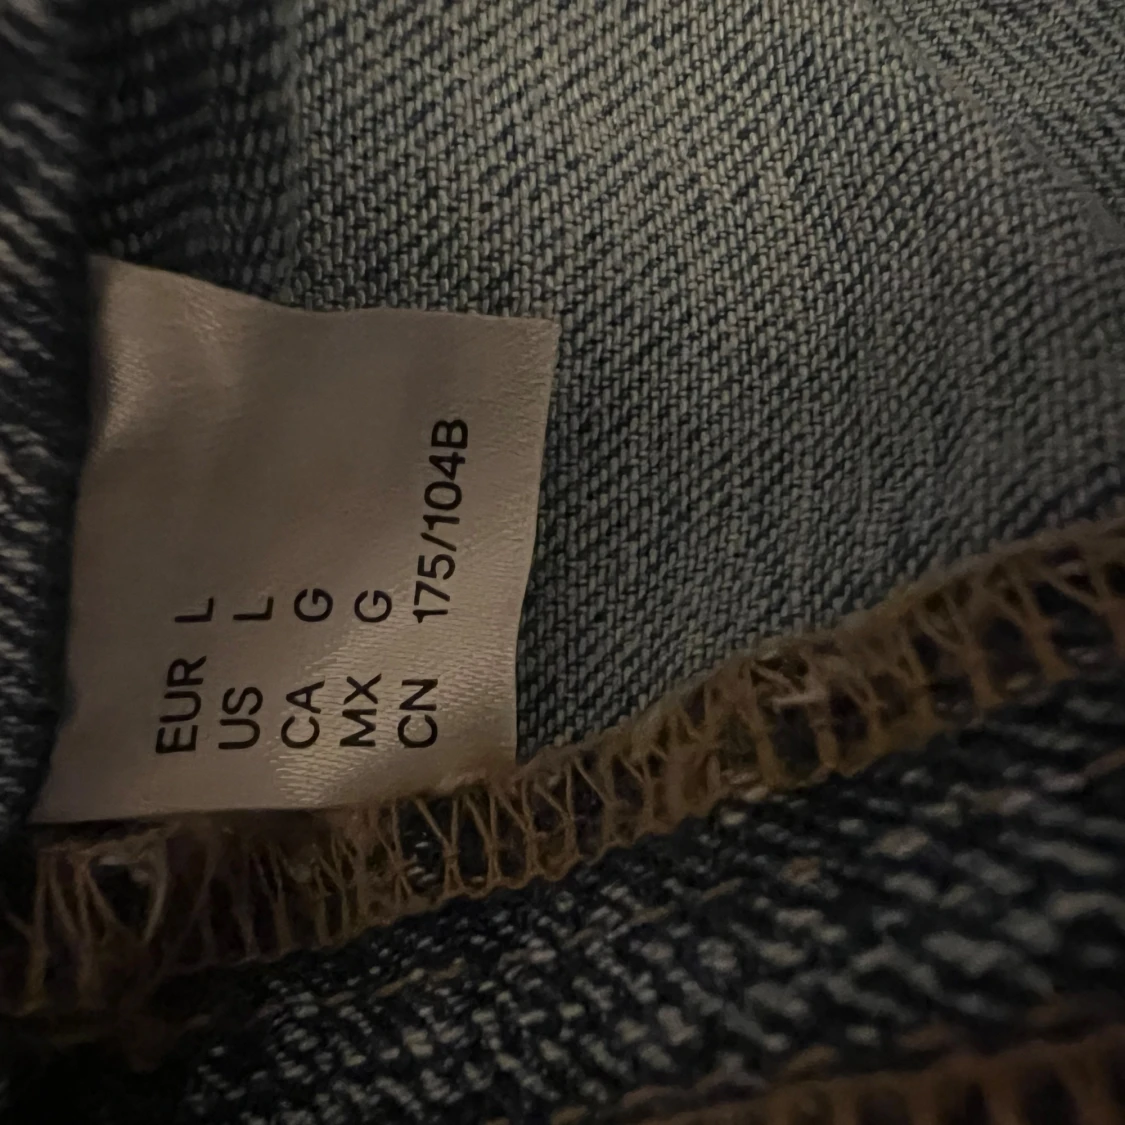 EUR L
US L
CA G
MX G
CN 175/104B